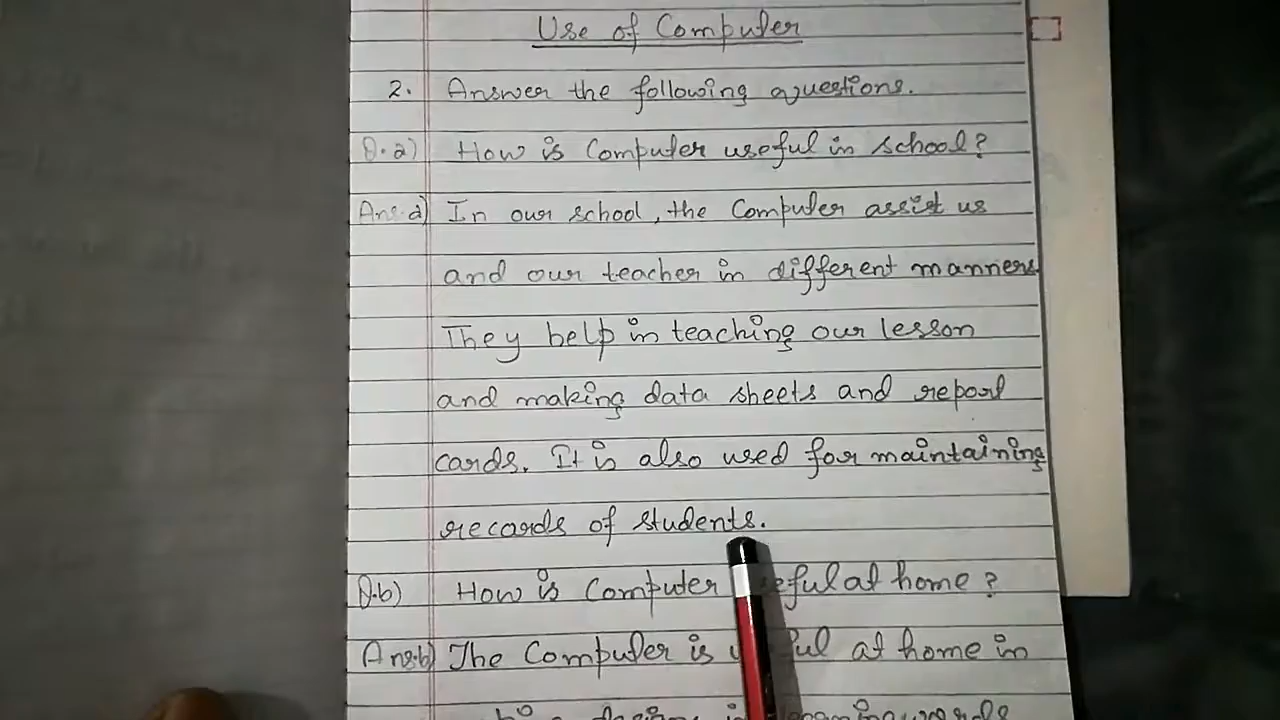 Use of Computer
2. Answer the following questions.
Q.a) How is Computer useful in school?
Ans.a) In our school, the Computer assist us
and our teacher in different manners
They help in teaching our lesson
and making data sheets and report
cards. It is also used for maintaining
records of students.
Q.b) How is Computer useful at home?
Ans.b) The Computer is useful at home in